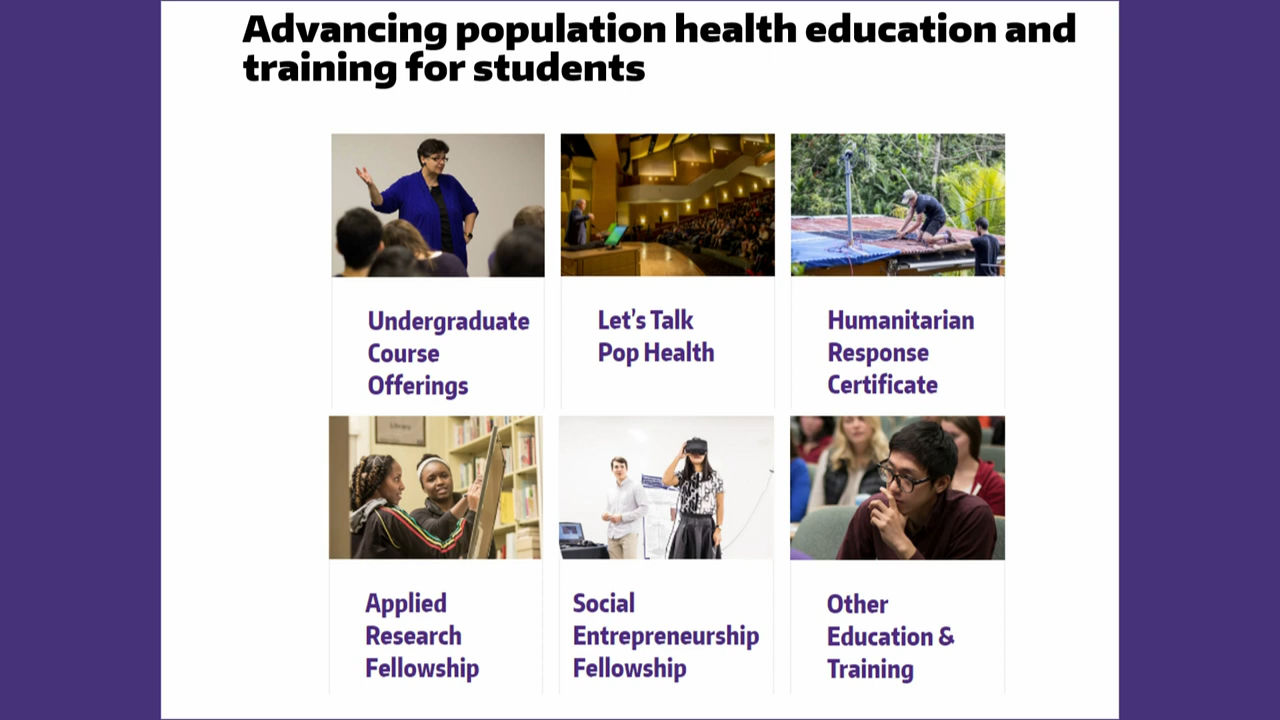 Advancing population health education and
training for students
Undergraduate
Course
Offerings
Let's Talk
Pop Health
Humanitarian
Response
Certificate
Library
Applied
Research
Fellowship
Social
Entrepreneurship
Fellowship
Other
Education &
Training